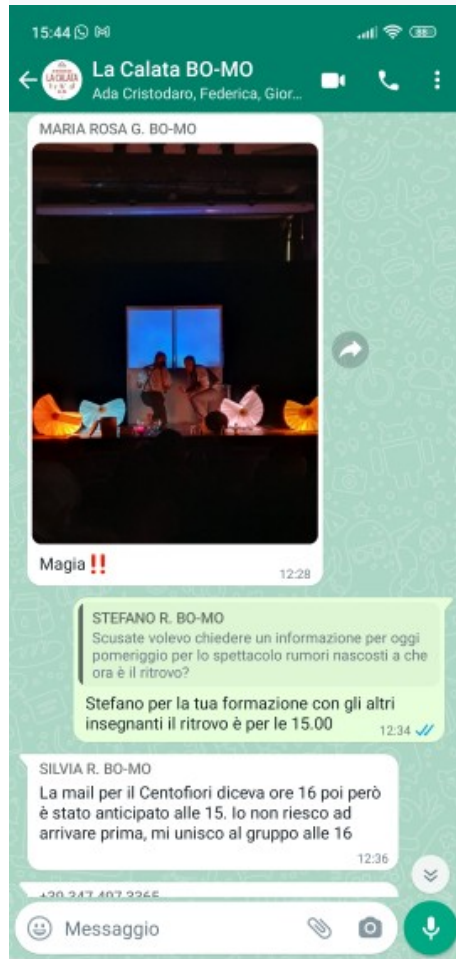 15:44
La Calata BO-MO
Ada Cristodaro, Federica, Gior...
MARIA ROSA G. BO-MO
Magia ‼️
12:28
STEFANO R. BO-MO
Scusate volevo chiedere un informazione per oggi
pomeriggio per lo spettacolo rumori nascosti a che
ora è il ritrovo?
Stefano per la tua formazione con gli altri
insegnanti il ritrovo è per le 15.00
12:34
SILVIA R. BO-MO
La mail per il Centofiori diceva ore 16 poi però
è stato anticipato alle 15. Io non riesco ad
arrivare prima, mi unisco al gruppo alle 16
12:36
Messaggio